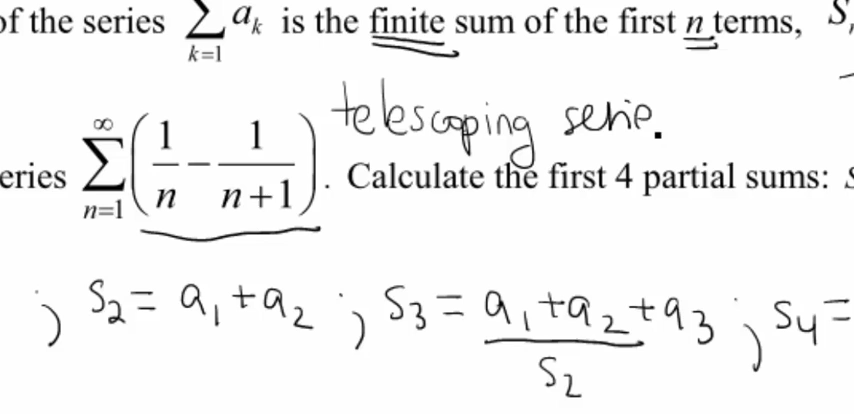 of the series ∑ₖ₌₁ aₖ is the finite sum of the first n terms, S
telescoping serie.
eries ∑ₙ₌₁^∞ (1/n − 1/(n+1)). Calculate the first 4 partial sums: S
; S₂ = a₁ + a₂ ; S₃ = a₁ + a₂ + a₃ ; S₄ =
S₂